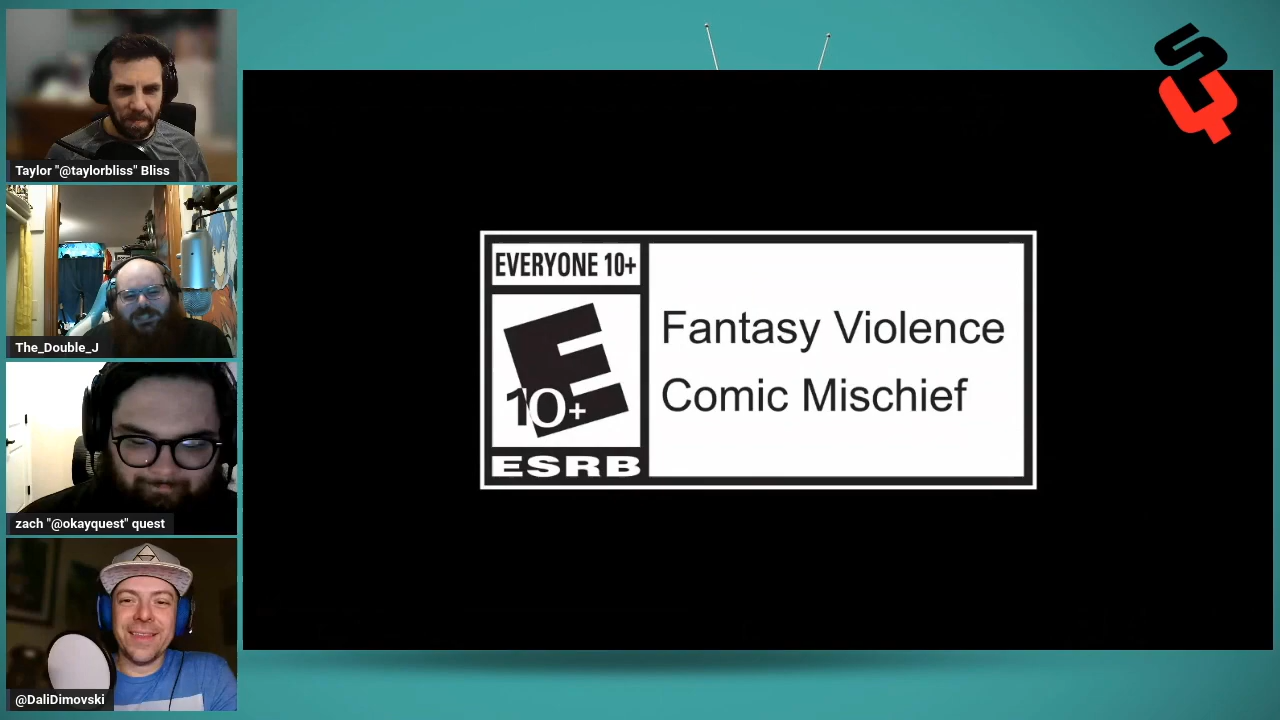 Taylor "@taylorbliss" Bliss
The_Double_J
zach "@okayquest" quest
@DaliDimovski
EVERYONE 10+
E
10+
ESRB
Fantasy Violence
Comic Mischief